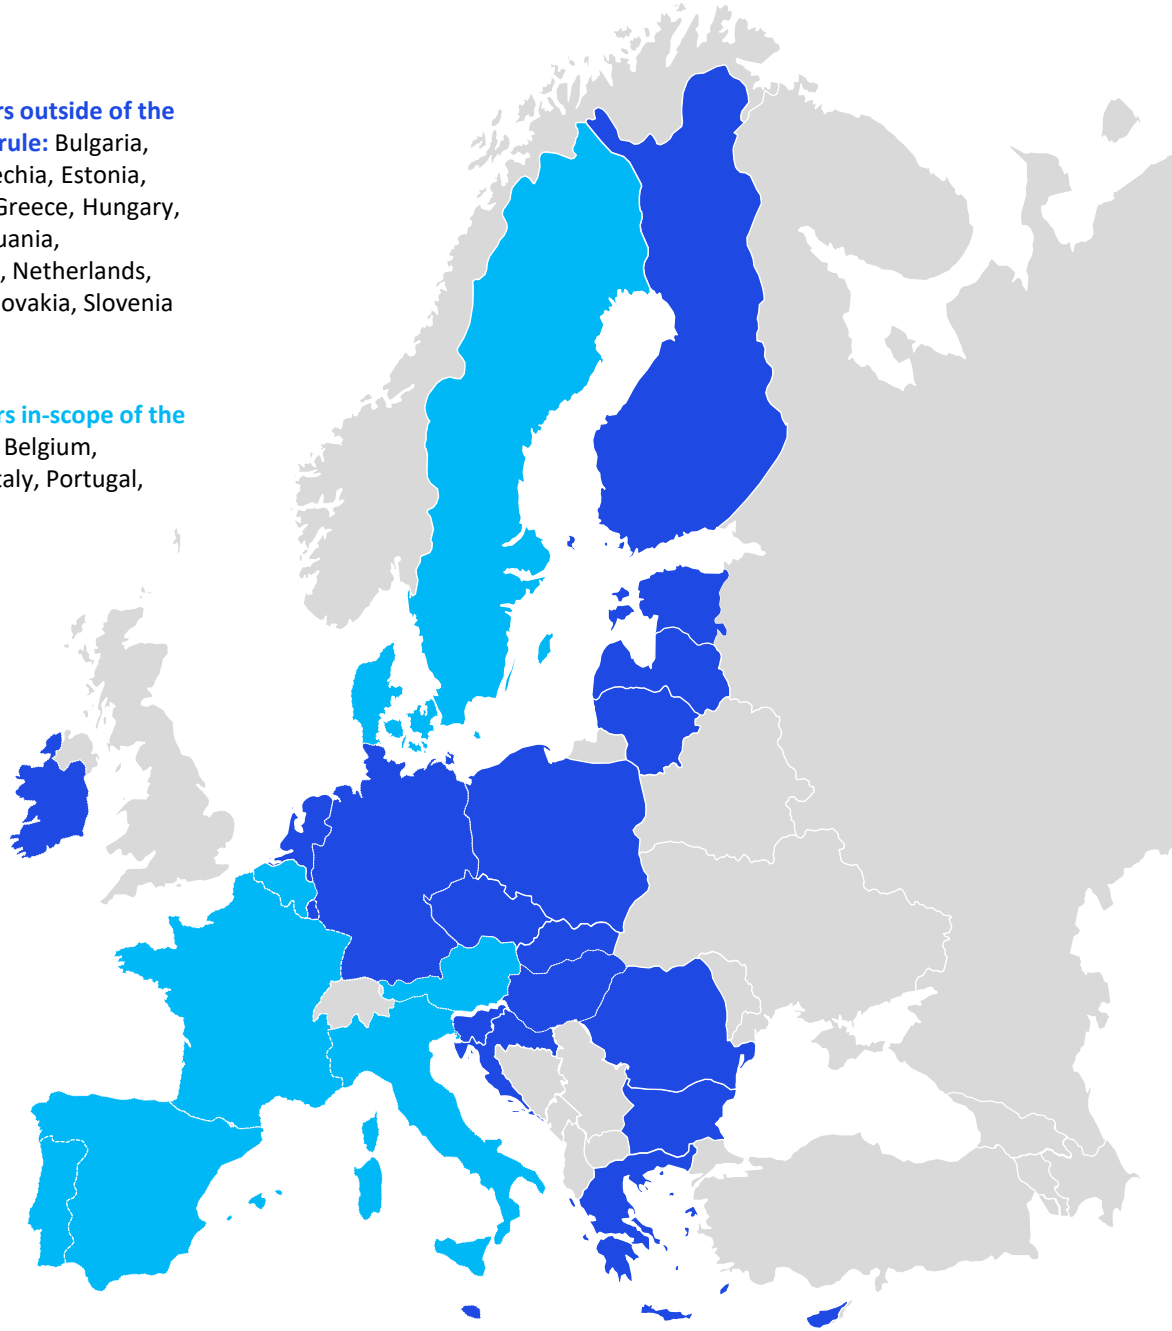 rs outside of the
rule: Bulgaria,
echia, Estonia,
Greece, Hungary,
uania,
, Netherlands,
ovakia, Slovenia
rs in-scope of the
Belgium,
taly, Portugal,